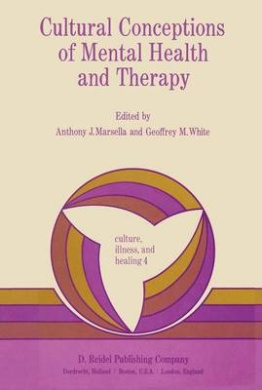 Cultural Conceptions
of Mental Health
and Therapy
Edited by
Anthony J. Marsella and Geoffrey M. White
culture,
illness, and
healing 4
D. Reidel Publishing Company
Dordrecht, Holland / Boston, U.S.A. / London, England